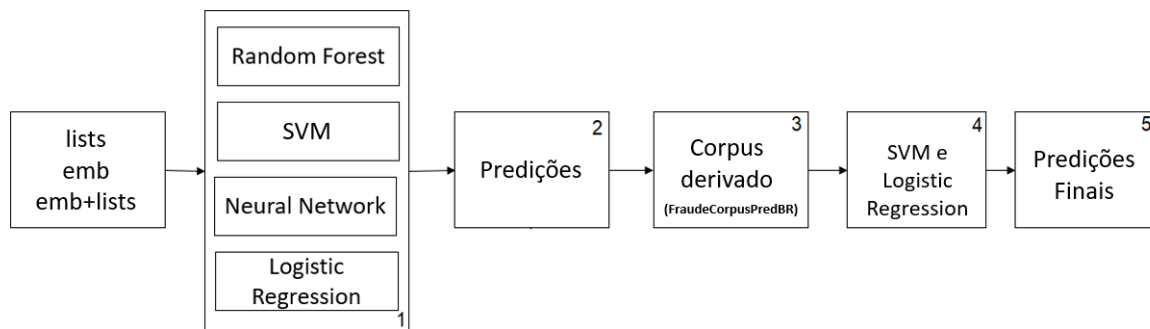 lists
emb
emb+lists
Random Forest
SVM
Neural Network
Logistic
Regression
1
2
Predições
3
Corpus
derivado
(FraudeCorpusPredBR)
4
SVM e
Logistic
Regression
5
Predições
Finais